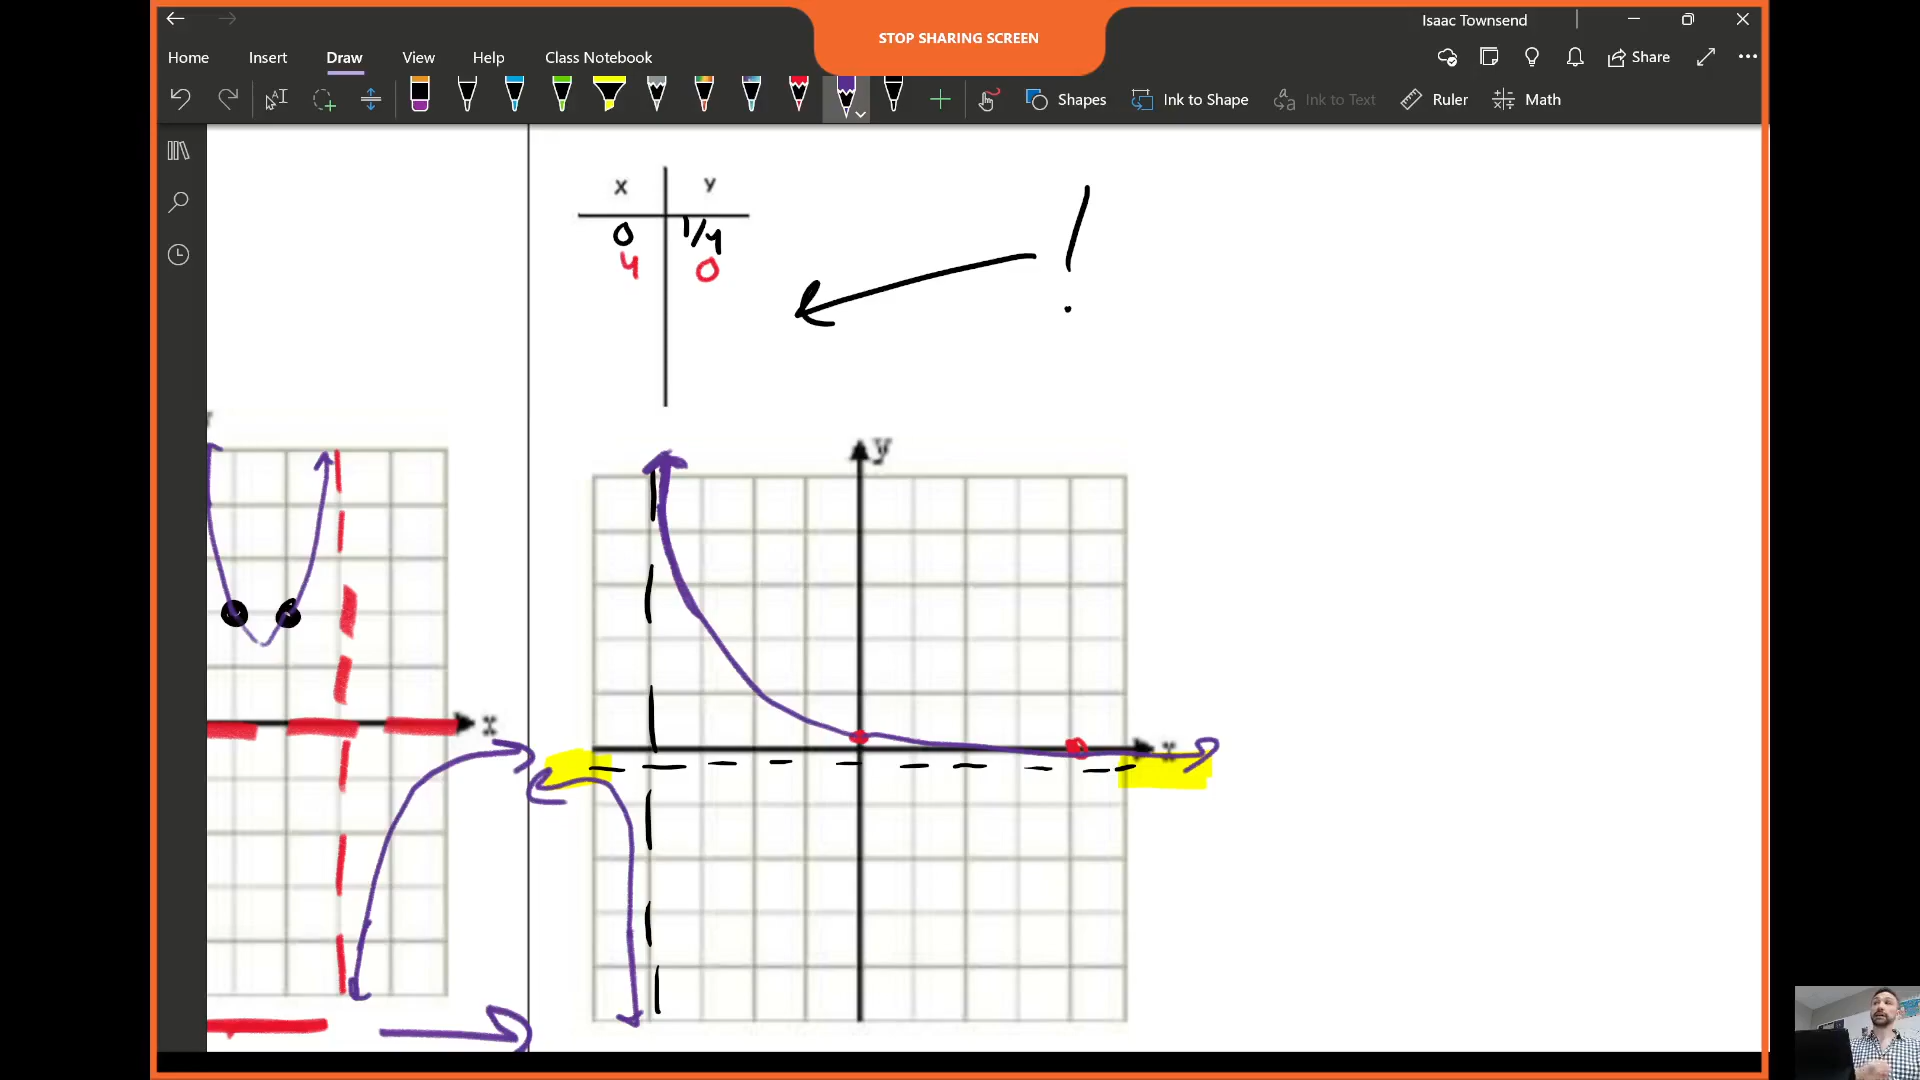 Isaac Townsend
STOP SHARING SCREEN
Home Insert Draw View Help Class Notebook
Share
Shapes Ink to Shape Ink to Text Ruler Math
x y
0 1/4
4 0
!
y
x
x